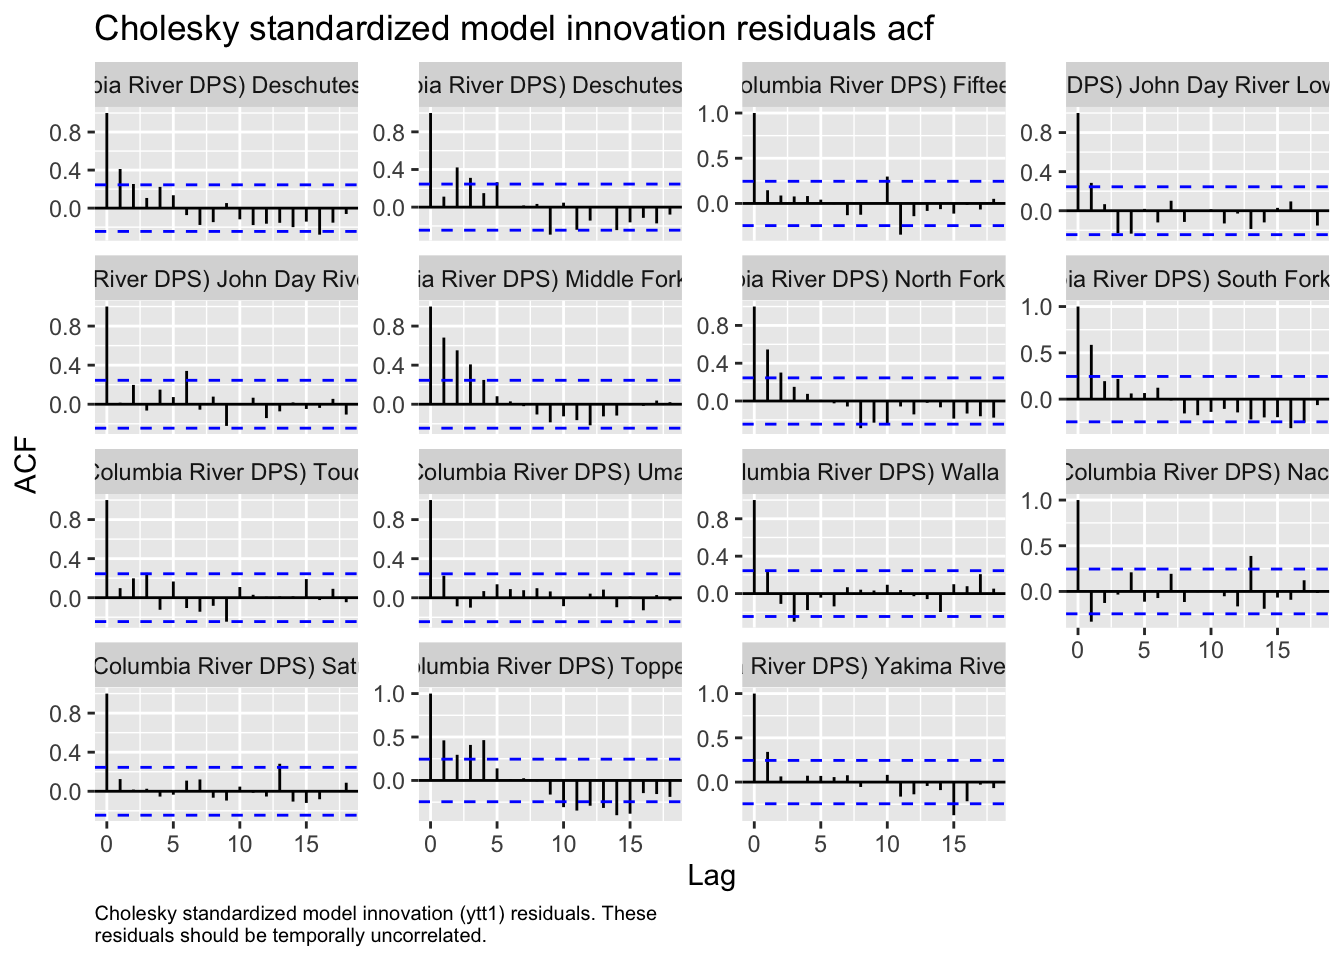 Cholesky standardized model innovation residuals acf
bia River DPS) Deschutes
bia River DPS) Deschutes
olumbia River DPS) Fiftee
DPS) John Day River Low
0.8
0.4
0.0
0.8
0.4
0.0
1.0
0.5
0.0
0.8
0.4
0.0
River DPS) John Day Rive
ia River DPS) Middle Fork
bia River DPS) North Fork
ia River DPS) South Fork
0.8
0.4
0.0
0.8
0.4
0.0
0.8
0.4
0.0
1.0
0.5
0.0
Columbia River DPS) Touc
Columbia River DPS) Uma
lumbia River DPS) Walla
Columbia River DPS) Nac
0.8
0.4
0.0
0.8
0.4
0.0
0.8
0.4
0.0
1.0
0.5
0.0
0 5 10 15
Columbia River DPS) Satu
olumbia River DPS) Toppe
River DPS) Yakima Rive
0.8
0.4
0.0
1.0
0.5
0.0
1.0
0.5
0.0
0 5 10 15
0 5 10 15
0 5 10 15
ACF
Lag
Cholesky standardized model innovation (ytt1) residuals. These
residuals should be temporally uncorrelated.